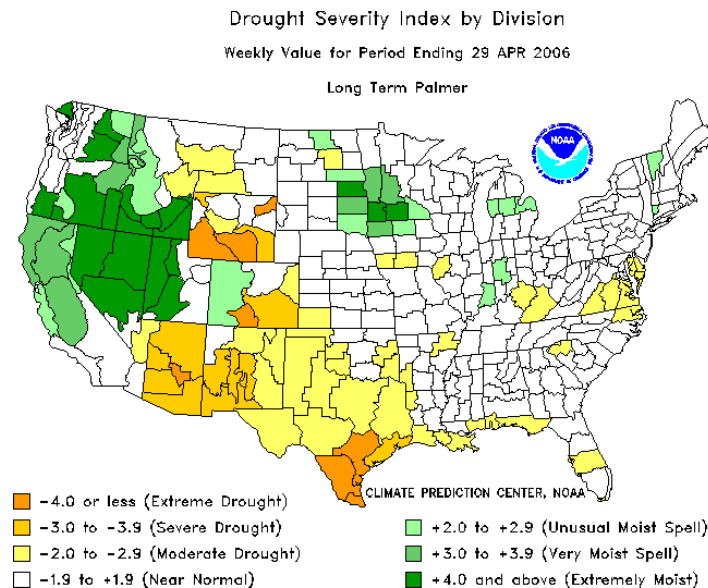 Drought Severity Index by Division
Weekly Value for Period Ending 29 APR 2006
Long Term Palmer
NOAA
CLIMATE PREDICTION CENTER, NOAA
-4.0 or less (Extreme Drought)
-3.0 to -3.9 (Severe Drought)
-2.0 to -2.9 (Moderate Drought)
-1.9 to +1.9 (Near Normal)
+2.0 to +2.9 (Unusual Moist Spell)
+3.0 to +3.9 (Very Moist Spell)
+4.0 and above (Extremely Moist)